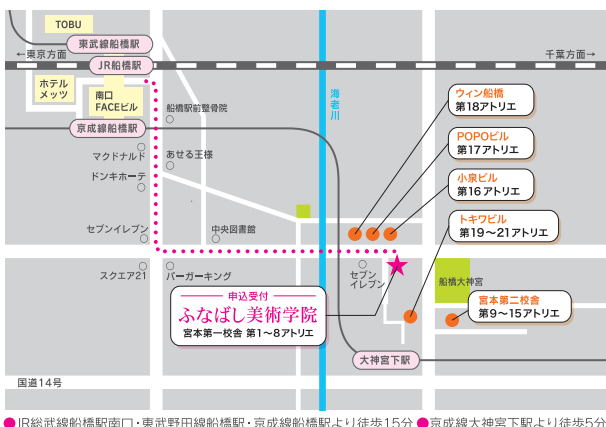 TOBU
東武線船橋駅
←東京方面
千葉方面→
JR船橋駅
ホテル
メッツ
南口
FACEビル
海老川
ウィン船橋
第18アトリエ
船橋駅前整骨院
京成線船橋駅
POPOビル
第17アトリエ
マクドナルド
あせる王様
ドンキホーテ
小泉ビル
第16アトリエ
トキワビル
第19〜21アトリエ
セブンイレブン
中央図書館
スクエア21
バーガーキング
セブン
イレブン
船橋大神宮
申込受付
ふなばし美術学院
宮本第一校舎 第1〜8アトリエ
宮本第二校舎
第9〜15アトリエ
大神宮下駅
国道14号
●JR総武線船橋駅南口・東武野田線船橋駅・京成線船橋駅より徒歩15分 ●京成線大神宮下駅より徒歩5分